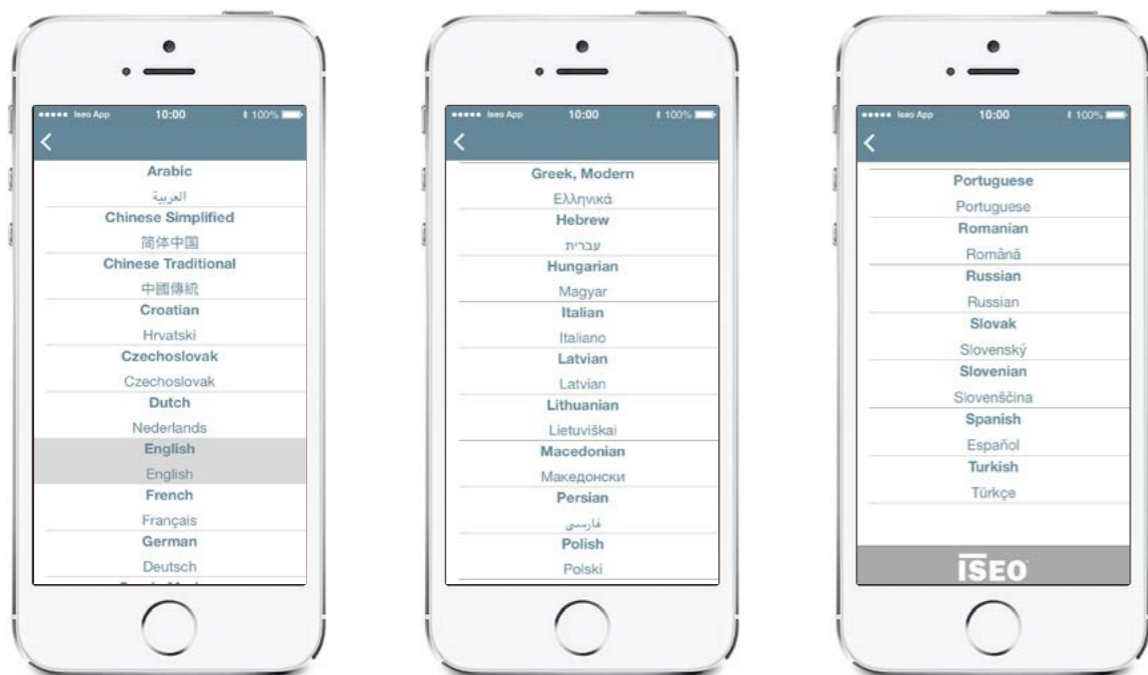 Iseo App 10:00 100%
Arabic
العربية
Chinese Simplified
简体中国
Chinese Traditional
中國傳統
Croatian
Hrvatski
Czechoslovak
Czechoslovak
Dutch
Nederlands
English
English
French
Français
German
Deutsch
Iseo App 10:00 100%
Greek, Modern
Ελληνικά
Hebrew
עברית
Hungarian
Magyar
Italian
Italiano
Latvian
Latvian
Lithuanian
Lietuviškai
Macedonian
Македонски
Persian
فارسی
Polish
Polski
Iseo App 10:00 100%
Portuguese
Portuguese
Romanian
Română
Russian
Russian
Slovak
Slovenský
Slovenian
Slovenščina
Spanish
Español
Turkish
Türkçe
ISEO